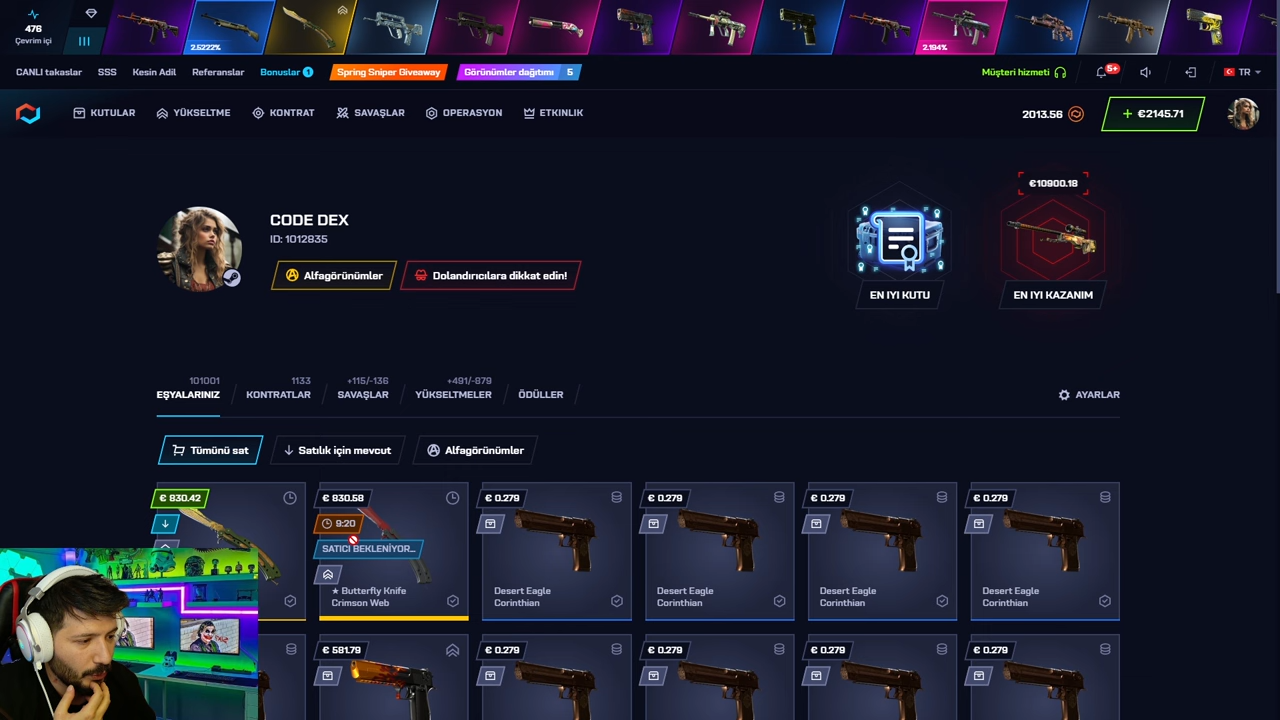 476
Çevrim içi
2.5222%
2.194%
CANLI takaslar
SSS
Kesin Adil
Referanslar
Bonuslar 1
Spring Sniper Giveaway
Görünümler dağıtımı 5
Müşteri hizmeti
5+
TR
KUTULAR
YÜKSELTME
KONTRAT
SAVAŞLAR
OPERASYON
ETKINLIK
2013.56
+ €2145.71
CODE DEX
ID: 1012835
Alfagörünümler
Dolandırıcılara dikkat edin!
€10900.18
EN IYI KUTU
EN IYI KAZANIM
101001
EŞYALARINIZ
1133
KONTRATLAR
+115/-136
SAVAŞLAR
+491/-879
YÜKSELTMELER
ÖDÜLLER
AYARLAR
Tümünü sat
Satılık için mevcut
Alfagörünümler
€ 830.42
€ 830.58
€ 0.279
€ 0.279
€ 0.279
€ 0.279
9:20
SATICI BEKLENİYOR...
★ Butterfly Knife
Crimson Web
Desert Eagle
Corinthian
Desert Eagle
Corinthian
Desert Eagle
Corinthian
Desert Eagle
Corinthian
€ 581.79
€ 0.279
€ 0.279
€ 0.279
€ 0.279